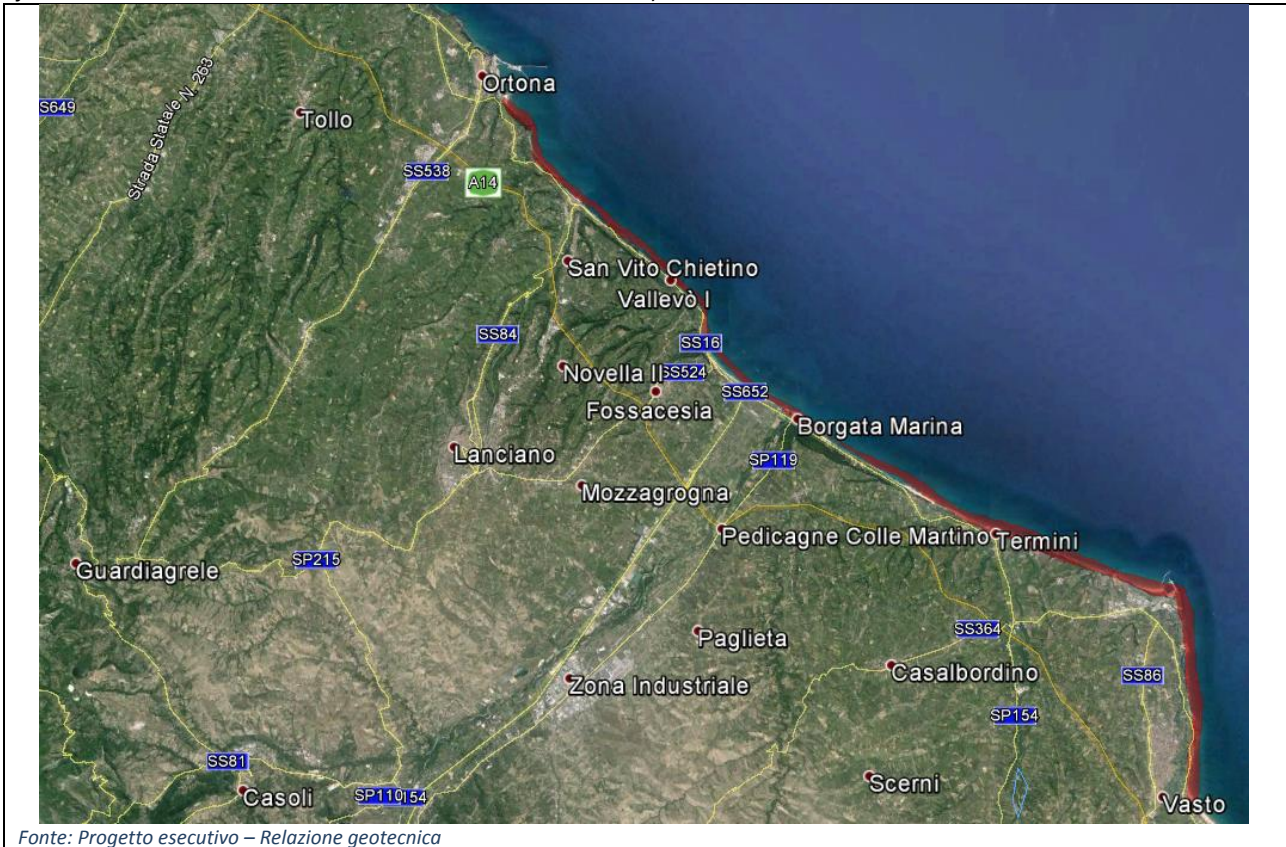 Ortona
S649
Strada Statale N. 263
Tollo
SS538
A14
San Vito Chietino
Vallevò I
SS84
SS16
Novella II
SS524
SS652
Fossacesia
Borgata Marina
Lanciano
SP119
Mozzagrogna
Pedicagne Colle Martino
Termini
SP215
Guardiagrele
Paglieta
SS364
Casalbordino
SS86
Zona Industriale
SP154
SS81
Scerni
Casoli
SP110
154
Vasto
Fonte: Progetto esecutivo – Relazione geotecnica